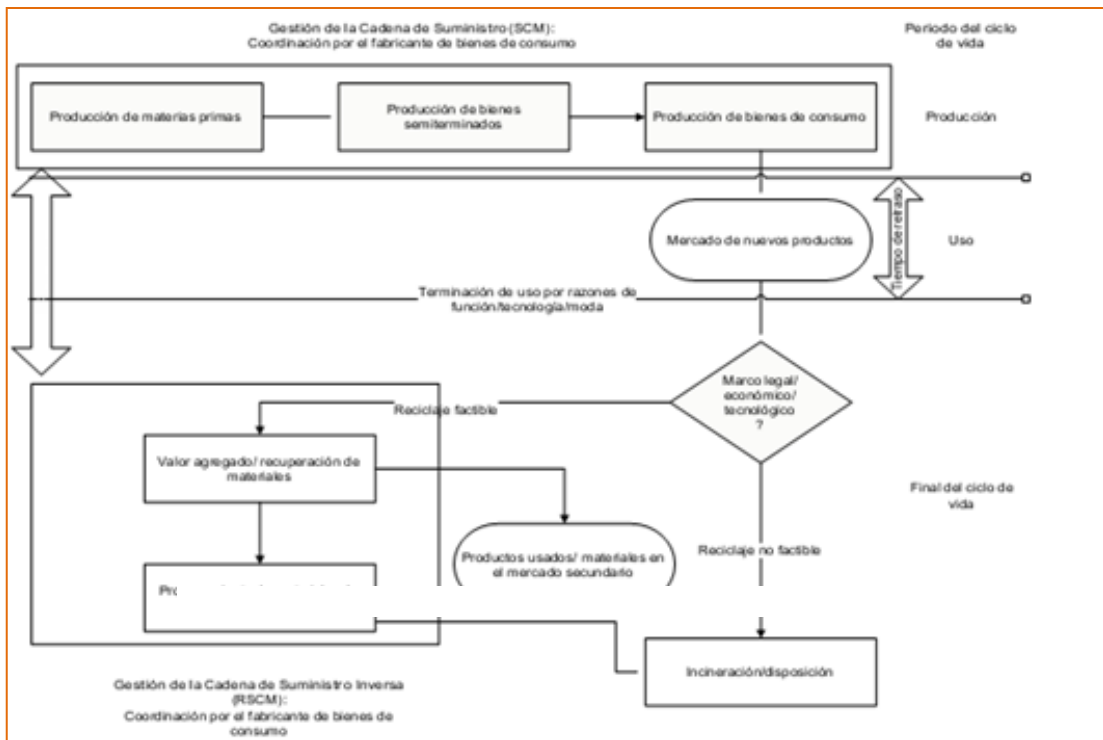 Gestión de la Cadena de Suministro (SCM):
Coordinación por el fabricante de bienes de consumo
Periodo del ciclo
de vida
Producción de materias primas
Producción de bienes
semiterminados
Producción de bienes de consumo
Producción
Mercado de nuevos productos
Tiempo de retraso
Uso
Terminación de uso por razones de
función/tecnología/moda
Marco legal/
económico/
tecnológico
?
Reciclaje factible
Valor agregado/ recuperación de
materiales
Final del ciclo de
vida
Productos usados/ materiales en
el mercado secundario
Reciclaje no factible
Incineración/disposición
Gestión de la Cadena de Suministro Inversa
(RSCM):
Coordinación por el fabricante de bienes de
consumo